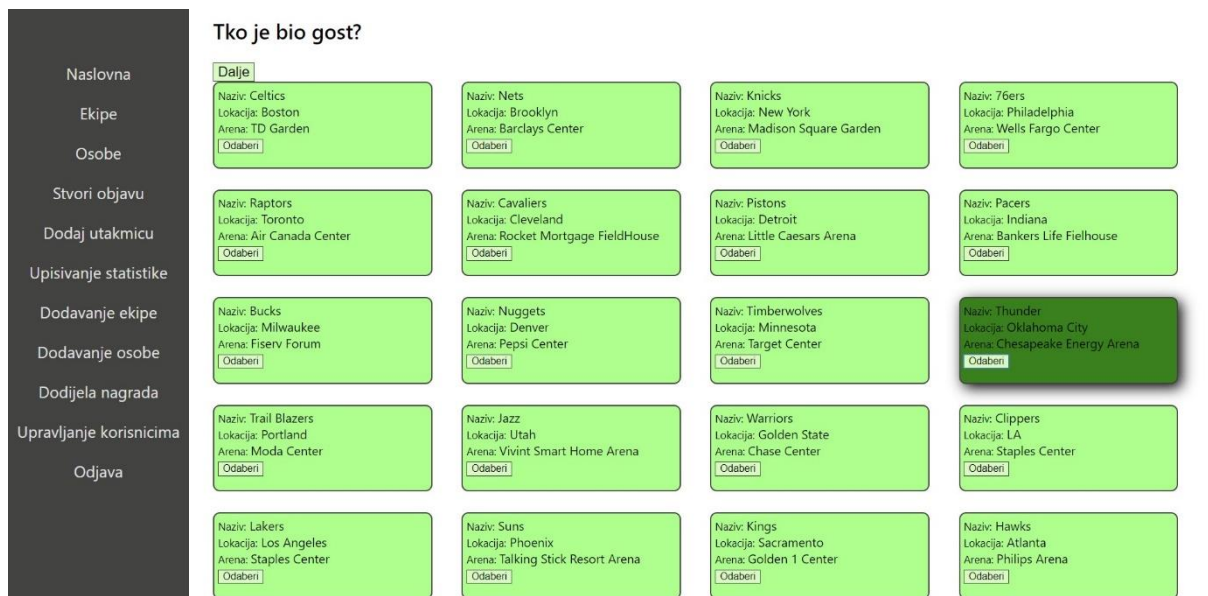 Tko je bio gost?
Dalje
Naslovna
Ekipe
Osobe
Stvori objavu
Dodaj utakmicu
Upisivanje statistike
Dodavanje ekipe
Dodavanje osobe
Dodijela nagrada
Upravljanje korisnicima
Odjava
Naziv: Celtics
Lokacija: Boston
Arena: TD Garden
Odaberi
Naziv: Nets
Lokacija: Brooklyn
Arena: Barclays Center
Odaberi
Naziv: Knicks
Lokacija: New York
Arena: Madison Square Garden
Odaberi
Naziv: 76ers
Lokacija: Philadelphia
Arena: Wells Fargo Center
Odaberi
Naziv: Raptors
Lokacija: Toronto
Arena: Air Canada Center
Odaberi
Naziv: Cavaliers
Lokacija: Cleveland
Arena: Rocket Mortgage FieldHouse
Odaberi
Naziv: Pistons
Lokacija: Detroit
Arena: Little Caesars Arena
Odaberi
Naziv: Pacers
Lokacija: Indiana
Arena: Bankers Life Fielhouse
Odaberi
Naziv: Bucks
Lokacija: Milwaukee
Arena: Fiserv Forum
Odaberi
Naziv: Nuggets
Lokacija: Denver
Arena: Pepsi Center
Odaberi
Naziv: Timberwolves
Lokacija: Minnesota
Arena: Target Center
Odaberi
Naziv: Thunder
Lokacija: Oklahoma City
Arena: Chesapeake Energy Arena
Odaberi
Naziv: Trail Blazers
Lokacija: Portland
Arena: Moda Center
Odaberi
Naziv: Jazz
Lokacija: Utah
Arena: Vivint Smart Home Arena
Odaberi
Naziv: Warriors
Lokacija: Golden State
Arena: Chase Center
Odaberi
Naziv: Clippers
Lokacija: LA
Arena: Staples Center
Odaberi
Naziv: Lakers
Lokacija: Los Angeles
Arena: Staples Center
Odaberi
Naziv: Suns
Lokacija: Phoenix
Arena: Talking Stick Resort Arena
Odaberi
Naziv: Kings
Lokacija: Sacramento
Arena: Golden 1 Center
Odaberi
Naziv: Hawks
Lokacija: Atlanta
Arena: Philips Arena
Odaberi